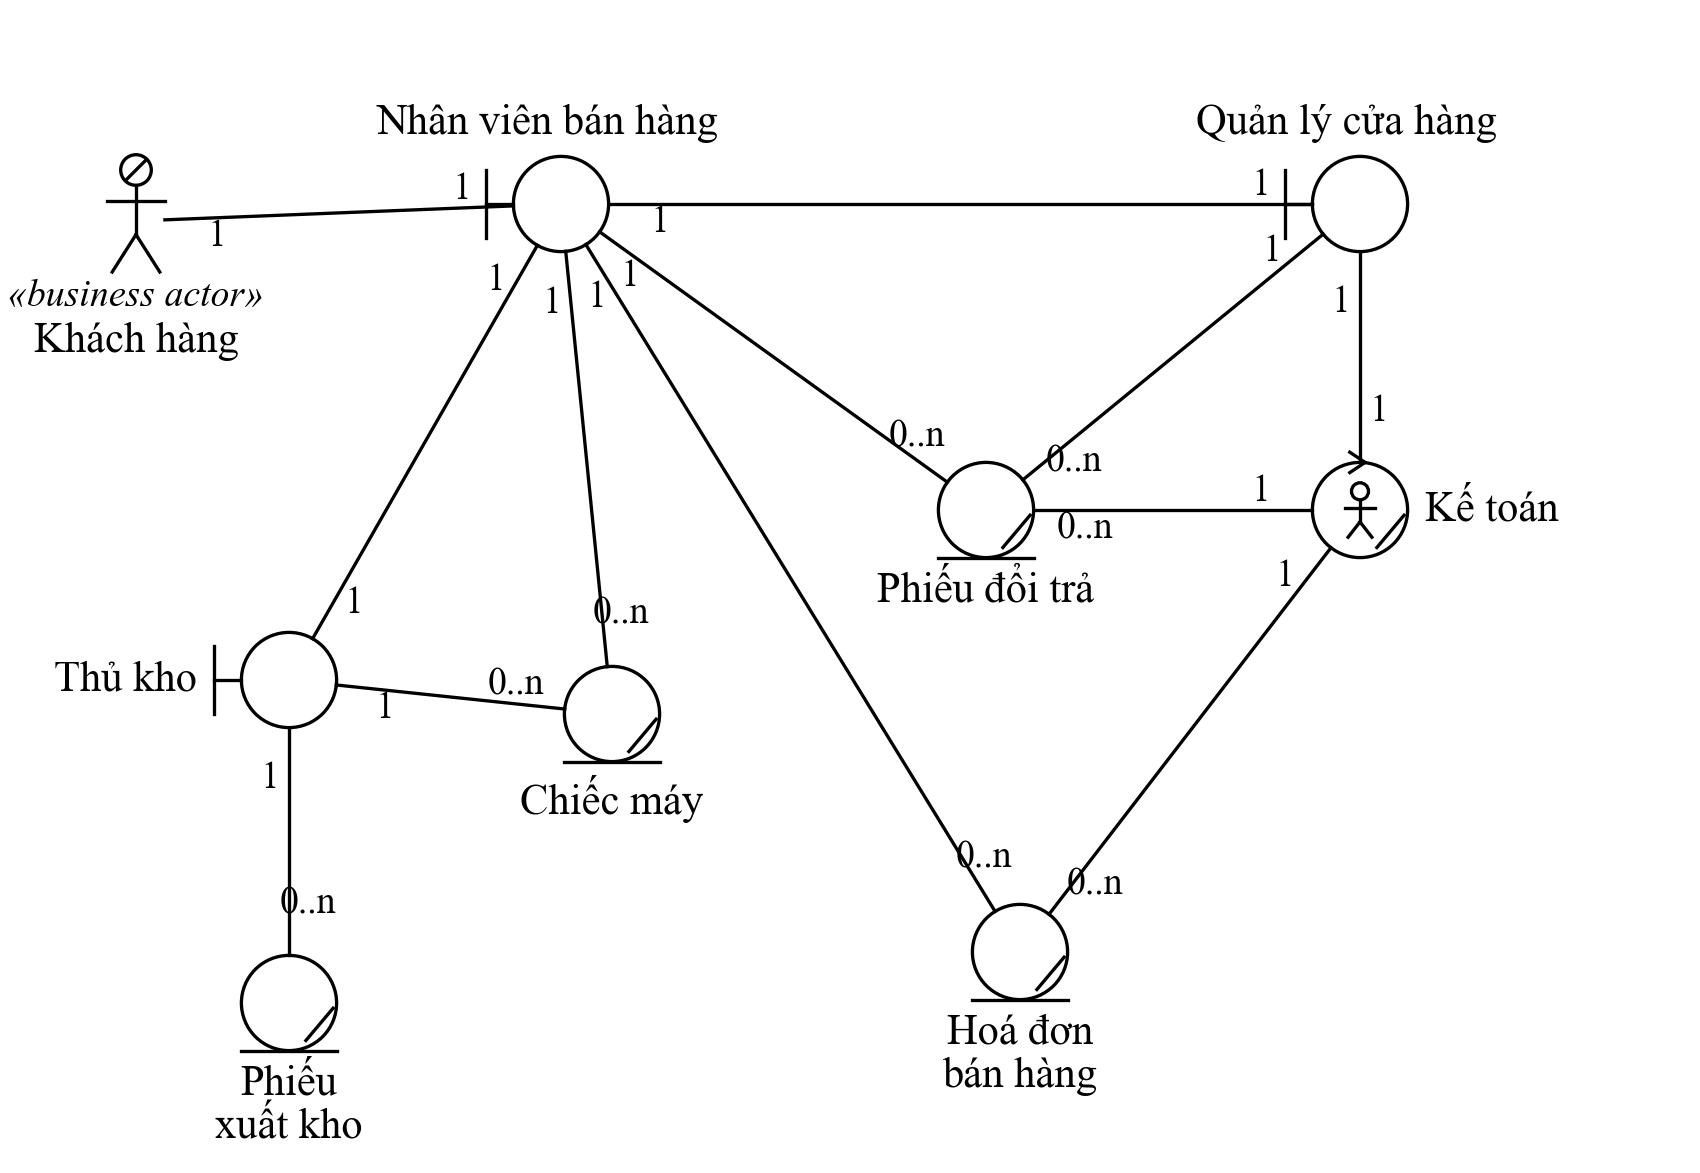 Nhân viên bán hàng
Quản lý cửa hàng
1
1
1
1
«business actor»
Khách hàng
1
1
1
1
1
1
1
0..n
0..n
1
0..n
Kế toán
Phiếu đổi trả
1
1
0..n
Thủ kho
1
0..n
Chiếc máy
1
0..n
0..n
0..n
Phiếu
xuất kho
Hoá đơn
bán hàng